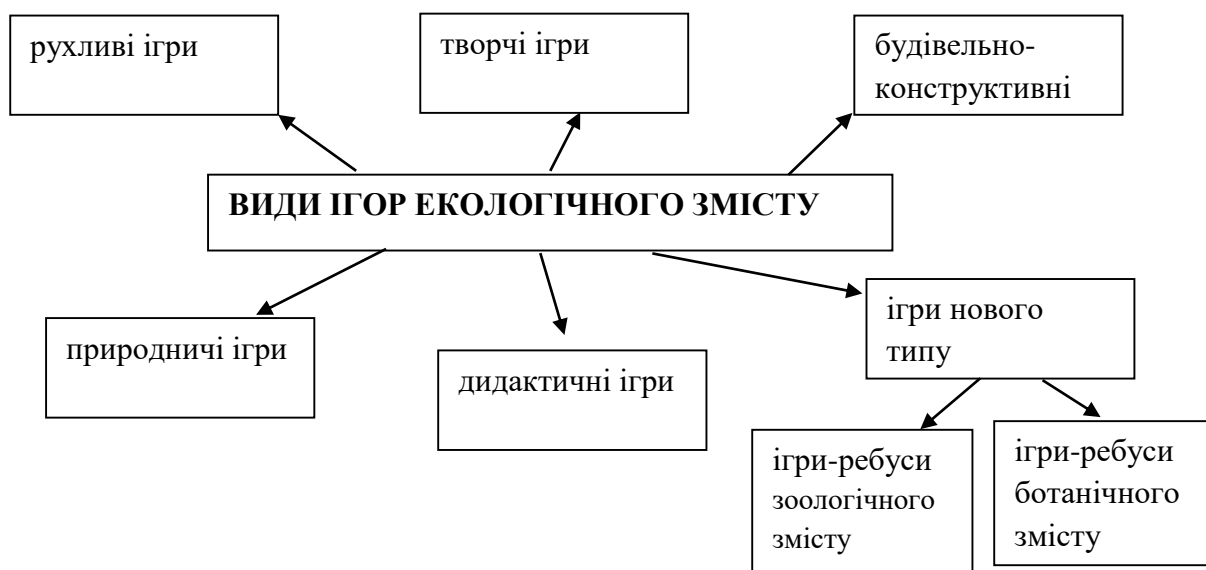 рухливі ігри
творчі ігри
будівельно-
конструктивні
ВИДИ ІГОР ЕКОЛОГІЧНОГО ЗМІСТУ
природничі ігри
дидактичні ігри
ігри нового
типу
ігри-ребуси
зоологічного
змісту
ігри-ребуси
ботанічного
змісту